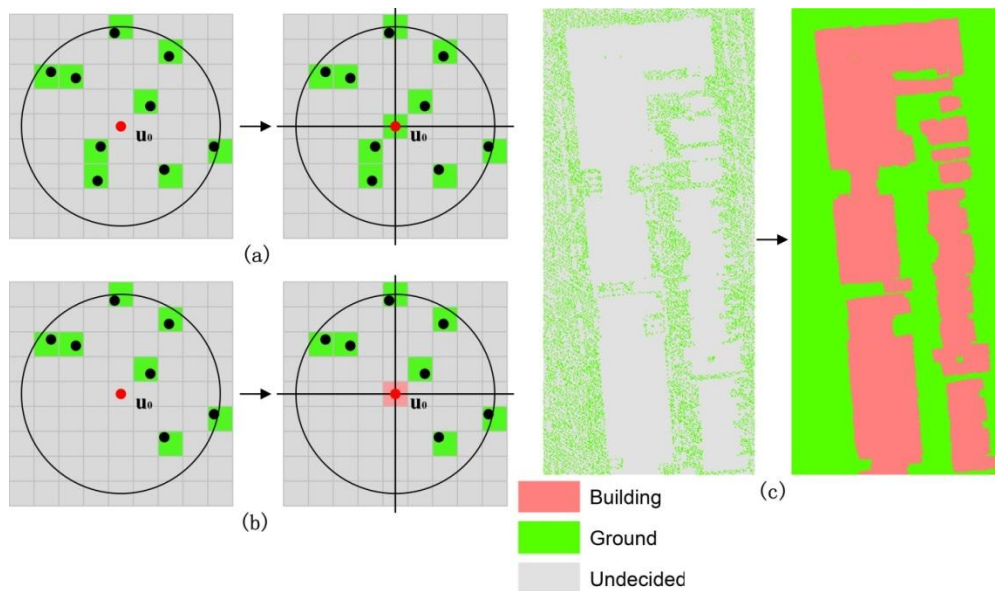 u₀
u₀
(a)
u₀
u₀
(b)
(c)
Building
Ground
Undecided